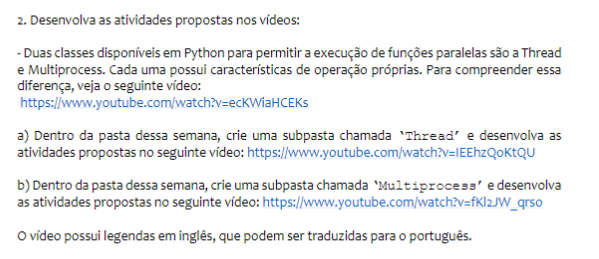 2. Desenvolva as atividades propostas nos vídeos:
- Duas classes disponíveis em Python para permitir a execução de funções paralelas são a Thread
e Multiprocess. Cada uma possui características de operação próprias. Para compreender essa
diferença, veja o seguinte vídeo:
https://www.youtube.com/watch?v=ecKWiaHCEKs
a) Dentro da pasta dessa semana, crie uma subpasta chamada ‘Thread’ e desenvolva as
atividades propostas no seguinte vídeo: https://www.youtube.com/watch?v=IEEhzQoKtQU
b) Dentro da pasta dessa semana, crie uma subpasta chamada ‘Multiprocess’ e desenvolva
as atividades propostas no seguinte vídeo: https://www.youtube.com/watch?v=fKl2JW_qrso
O vídeo possui legendas em inglês, que podem ser traduzidas para o português.